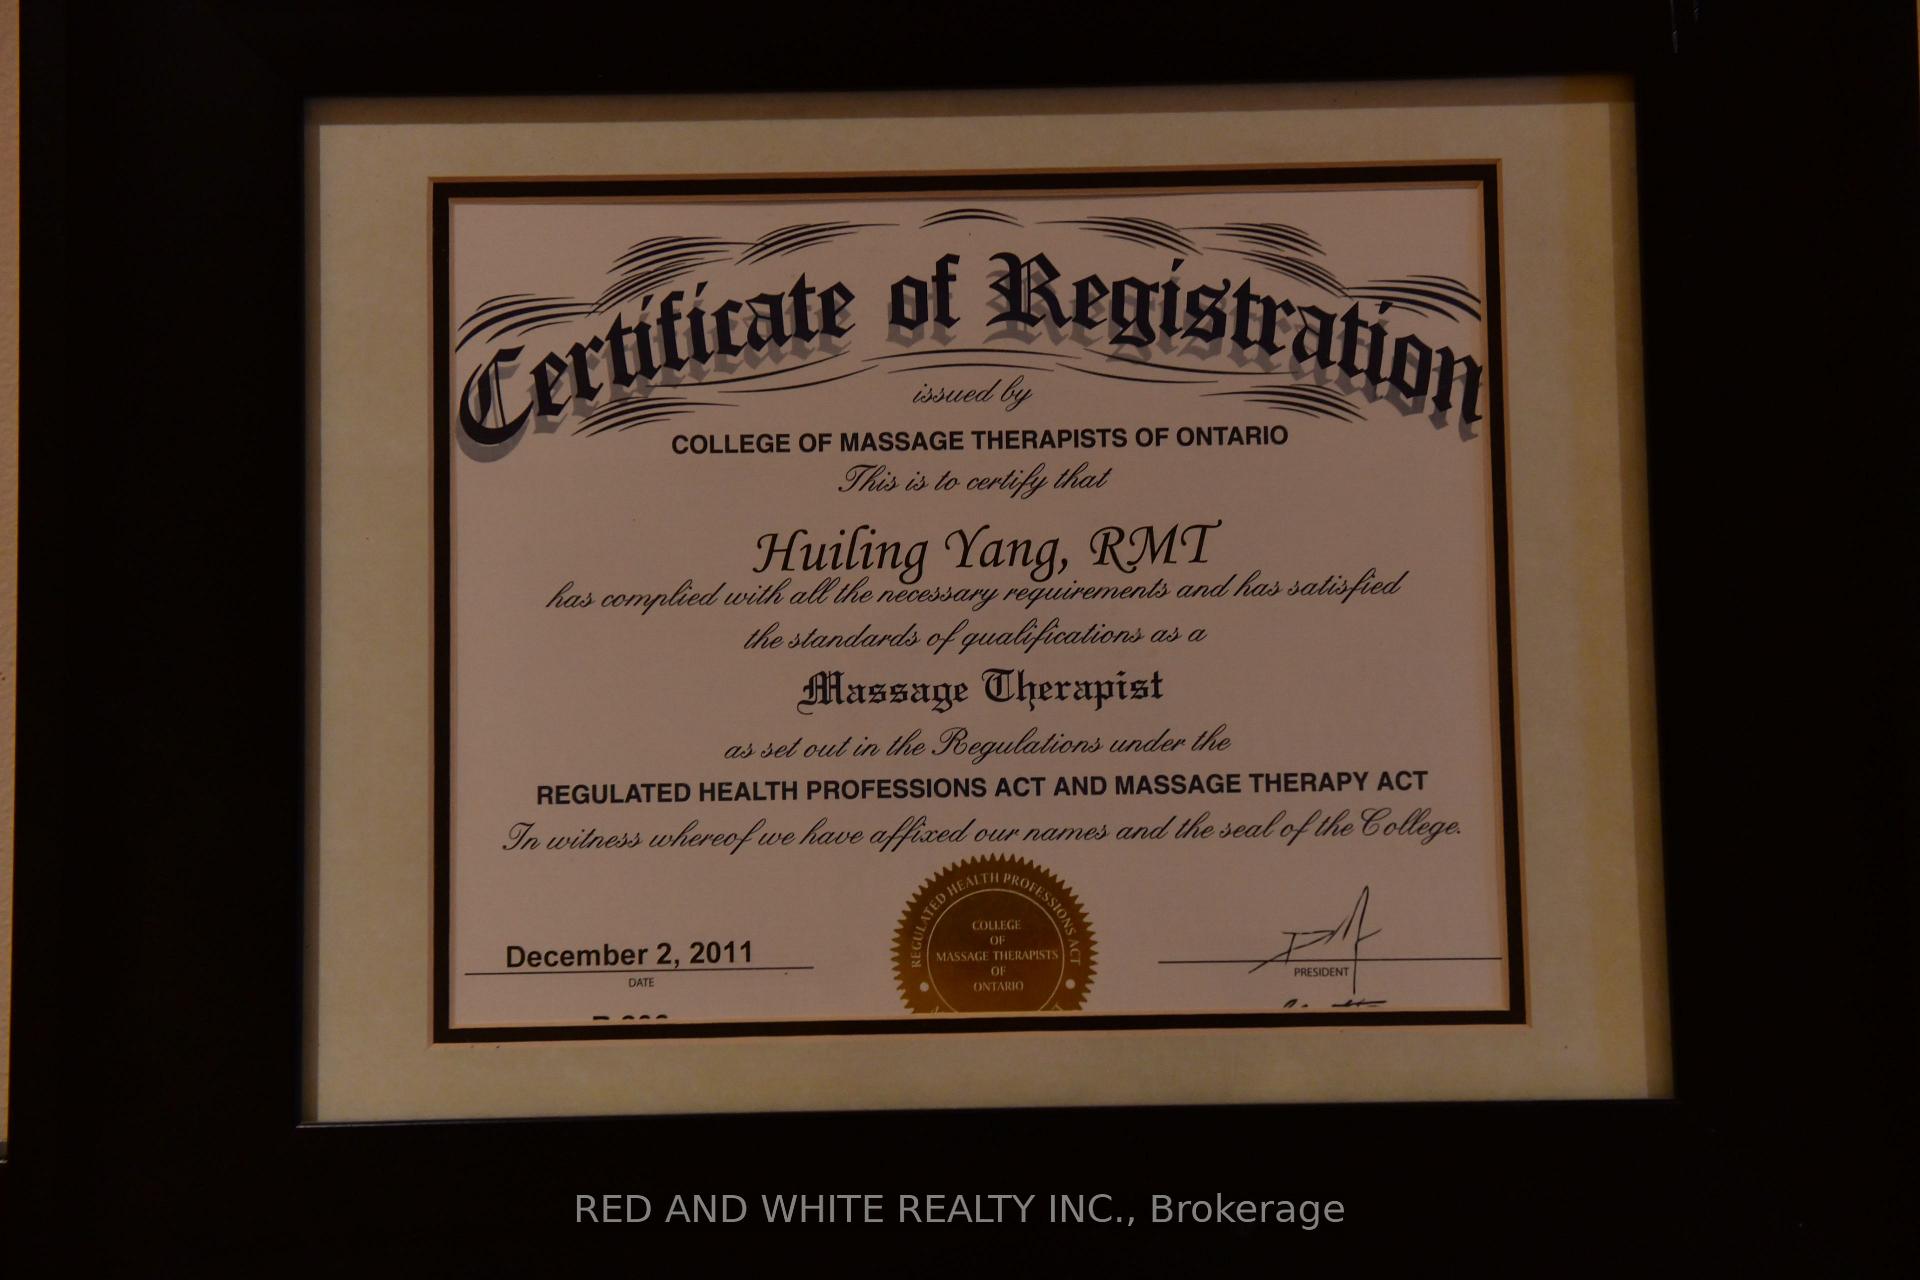 Certificate of Registration
issued by
COLLEGE OF MASSAGE THERAPISTS OF ONTARIO
This is to certify that
Huiling Yang, RMT
has complied with all the necessary requirements and has satisfied
the standards of qualifications as a
Massage Therapist
as set out in the Regulations under the
REGULATED HEALTH PROFESSIONS ACT AND MASSAGE THERAPY ACT
In witness whereof we have affixed our names and the seal of the College.
REGULATED HEALTH PROFESSIONS ACT
COLLEGE
OF
MASSAGE THERAPISTS
OF
ONTARIO
December 2, 2011
DATE
PRESIDENT
RED AND WHITE REALTY INC., Brokerage